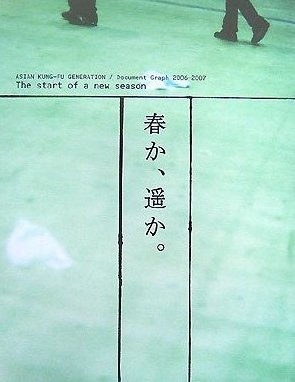 ASIAN KUNG-FU GENERATION / Document Graph 2006-2007
The start of a new season
春か、遥か。